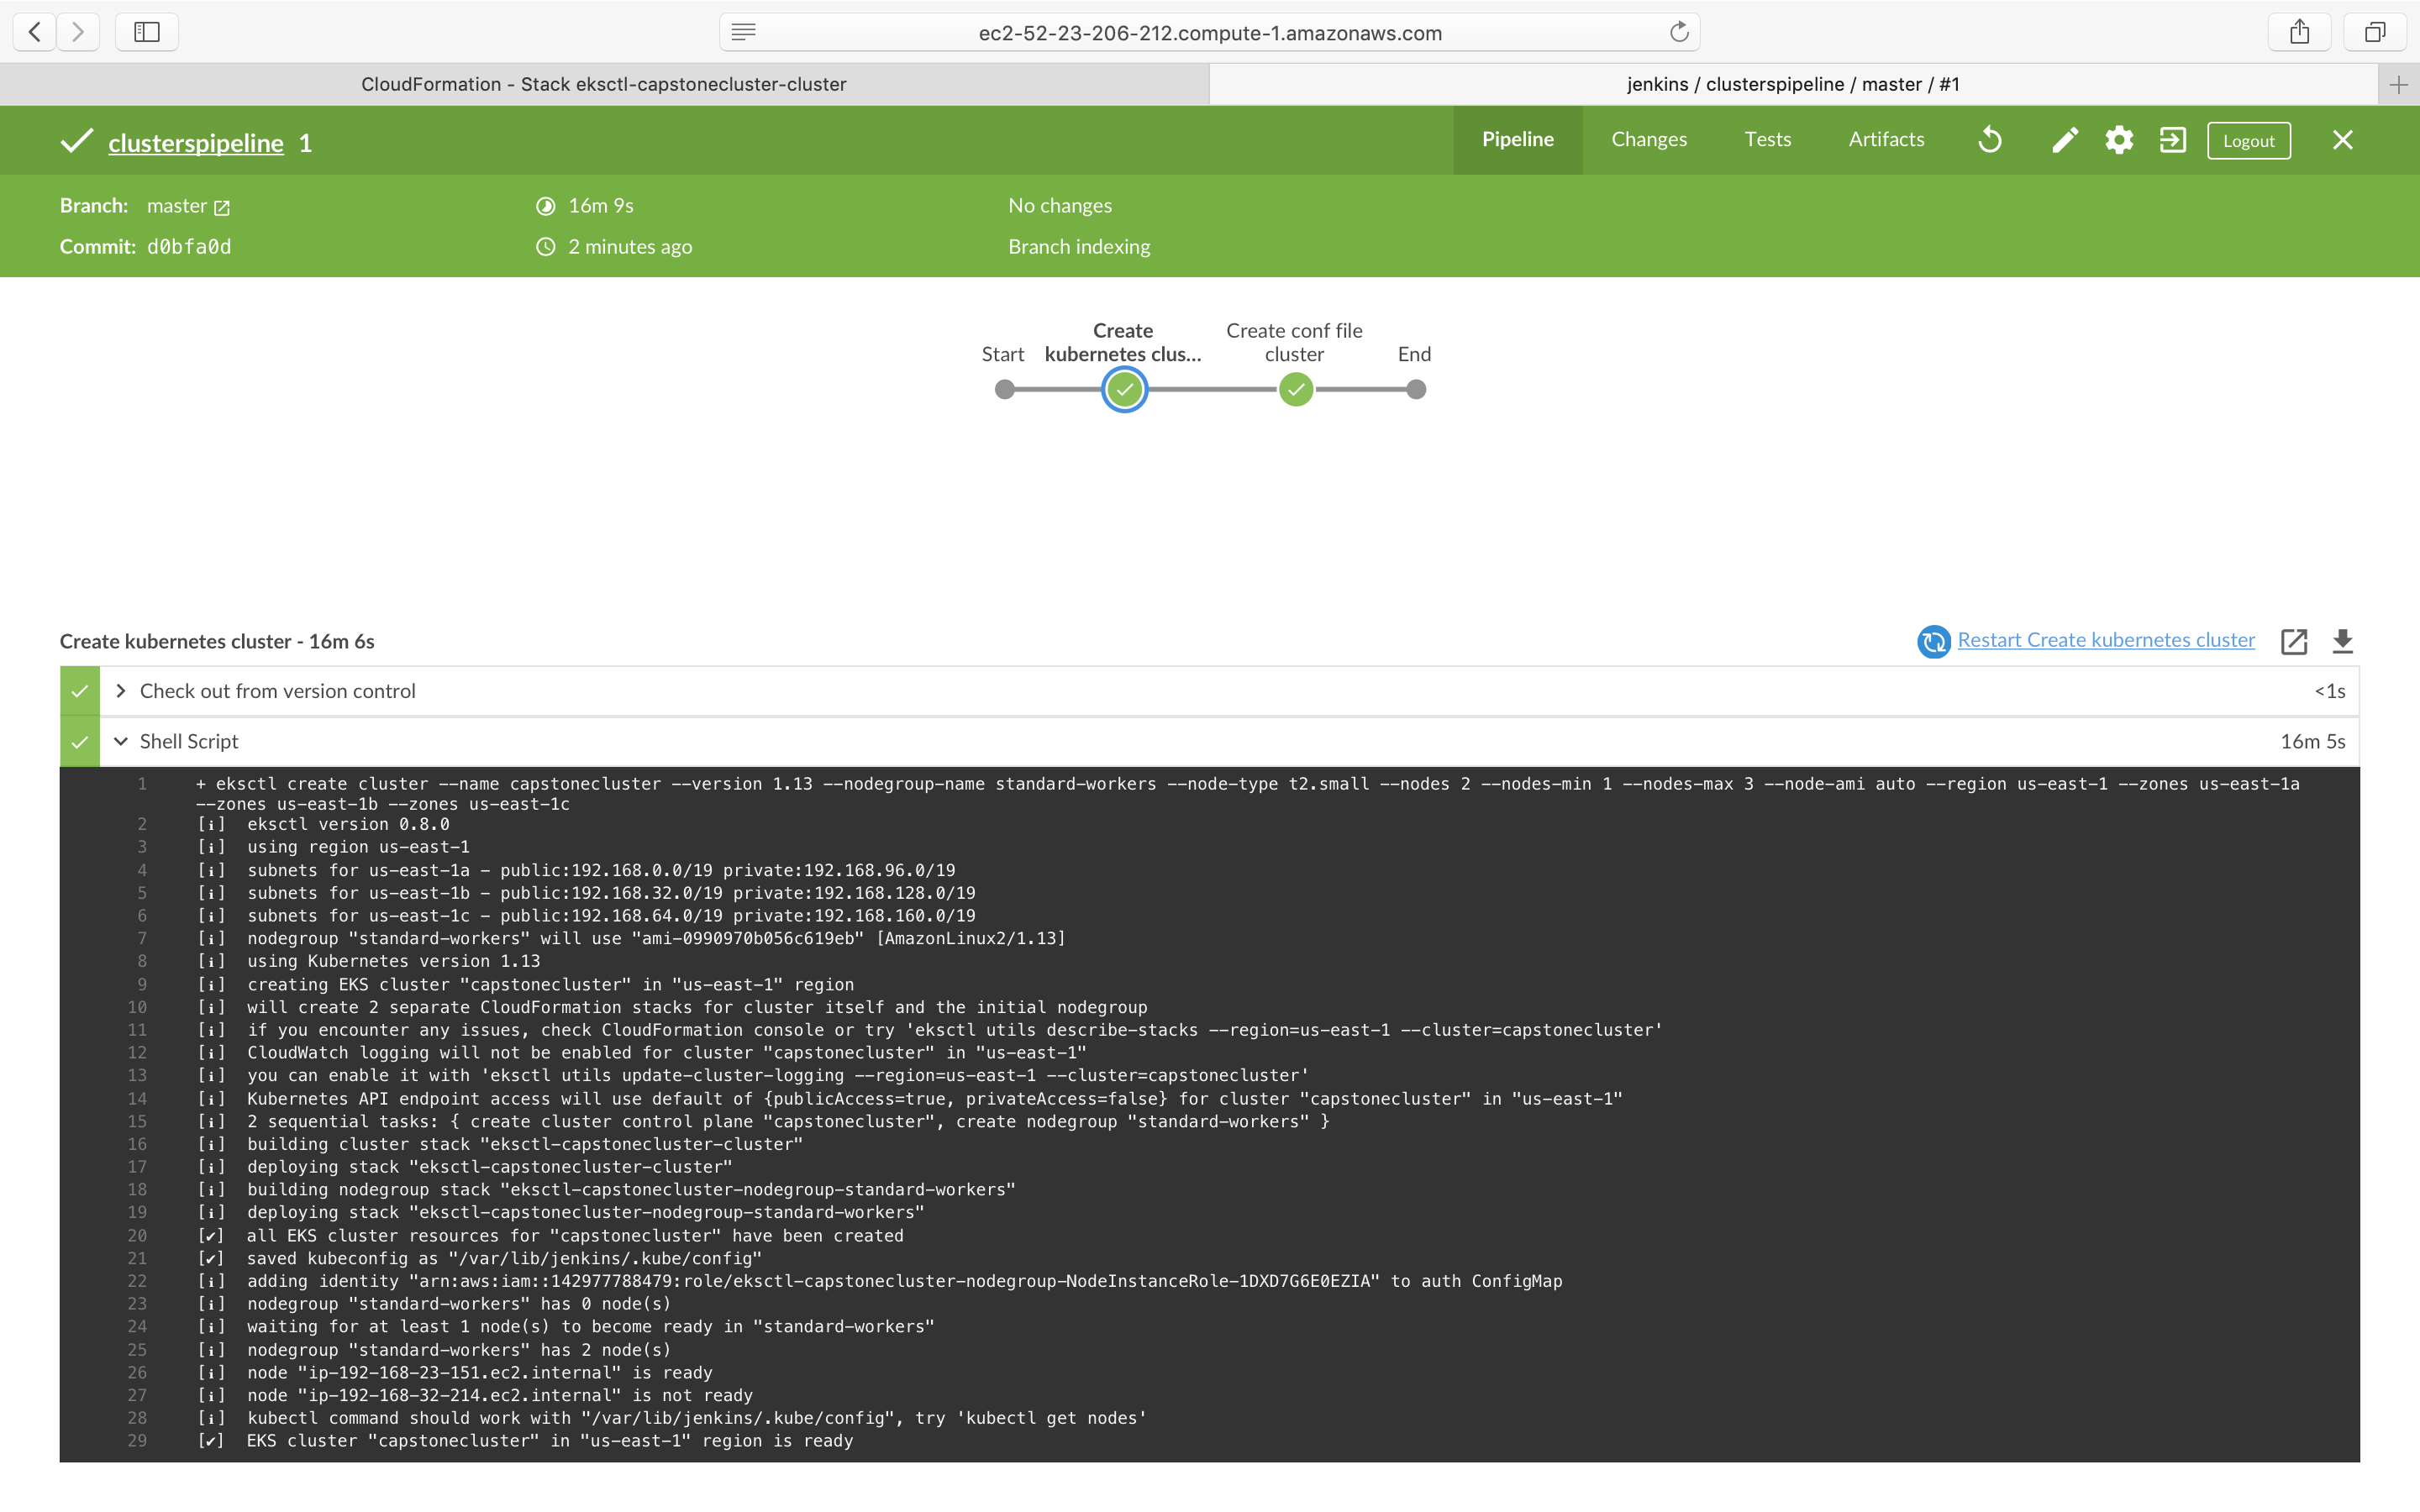 ec2-52-23-206-212.compute-1.amazonaws.com
CloudFormation - Stack eksctl-capstonecluster-cluster
jenkins / clusterspipeline / master / #1
clusterspipeline 1
Pipeline
Changes
Tests
Artifacts
Logout
Branch: master
16m 9s
No changes
Commit: d0bfa0d
2 minutes ago
Branch indexing
Start
Create
kubernetes clus...
Create conf file
cluster
End
Create kubernetes cluster - 16m 6s
Restart Create kubernetes cluster
Check out from version control
<1s
Shell Script
16m 5s
1 + eksctl create cluster --name capstonecluster --version 1.13 --nodegroup-name standard-workers --node-type t2.small --nodes 2 --nodes-min 1 --nodes-max 3 --node-ami auto --region us-east-1 --zones us-east-1a
--zones us-east-1b --zones us-east-1c
2 [ℹ] eksctl version 0.8.0
3 [ℹ] using region us-east-1
4 [ℹ] subnets for us-east-1a - public:192.168.0.0/19 private:192.168.96.0/19
5 [ℹ] subnets for us-east-1b - public:192.168.32.0/19 private:192.168.128.0/19
6 [ℹ] subnets for us-east-1c - public:192.168.64.0/19 private:192.168.160.0/19
7 [ℹ] nodegroup "standard-workers" will use "ami-0990970b056c619eb" [AmazonLinux2/1.13]
8 [ℹ] using Kubernetes version 1.13
9 [ℹ] creating EKS cluster "capstonecluster" in "us-east-1" region
10 [ℹ] will create 2 separate CloudFormation stacks for cluster itself and the initial nodegroup
11 [ℹ] if you encounter any issues, check CloudFormation console or try 'eksctl utils describe-stacks --region=us-east-1 --cluster=capstonecluster'
12 [ℹ] CloudWatch logging will not be enabled for cluster "capstonecluster" in "us-east-1"
13 [ℹ] you can enable it with 'eksctl utils update-cluster-logging --region=us-east-1 --cluster=capstonecluster'
14 [ℹ] Kubernetes API endpoint access will use default of {publicAccess=true, privateAccess=false} for cluster "capstonecluster" in "us-east-1"
15 [ℹ] 2 sequential tasks: { create cluster control plane "capstonecluster", create nodegroup "standard-workers" }
16 [ℹ] building cluster stack "eksctl-capstonecluster-cluster"
17 [ℹ] deploying stack "eksctl-capstonecluster-cluster"
18 [ℹ] building nodegroup stack "eksctl-capstonecluster-nodegroup-standard-workers"
19 [ℹ] deploying stack "eksctl-capstonecluster-nodegroup-standard-workers"
20 [✔] all EKS cluster resources for "capstonecluster" have been created
21 [✔] saved kubeconfig as "/var/lib/jenkins/.kube/config"
22 [ℹ] adding identity "arn:aws:iam::142977788479:role/eksctl-capstonecluster-nodegroup-NodeInstanceRole-1DXD7G6E0EZIA" to auth ConfigMap
23 [ℹ] nodegroup "standard-workers" has 0 node(s)
24 [ℹ] waiting for at least 1 node(s) to become ready in "standard-workers"
25 [ℹ] nodegroup "standard-workers" has 2 node(s)
26 [ℹ] node "ip-192-168-23-151.ec2.internal" is ready
27 [ℹ] node "ip-192-168-32-214.ec2.internal" is not ready
28 [ℹ] kubectl command should work with "/var/lib/jenkins/.kube/config", try 'kubectl get nodes'
29 [✔] EKS cluster "capstonecluster" in "us-east-1" region is ready